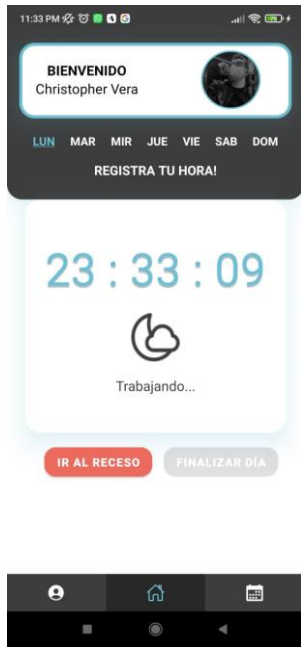 11:33 PM
BIENVENIDO
Christopher Vera
LUN MAR MIR JUE VIE SAB DOM
REGISTRA TU HORA!
23 : 33 : 09
Trabajando...
IR AL RECESO FINALIZAR DÍA